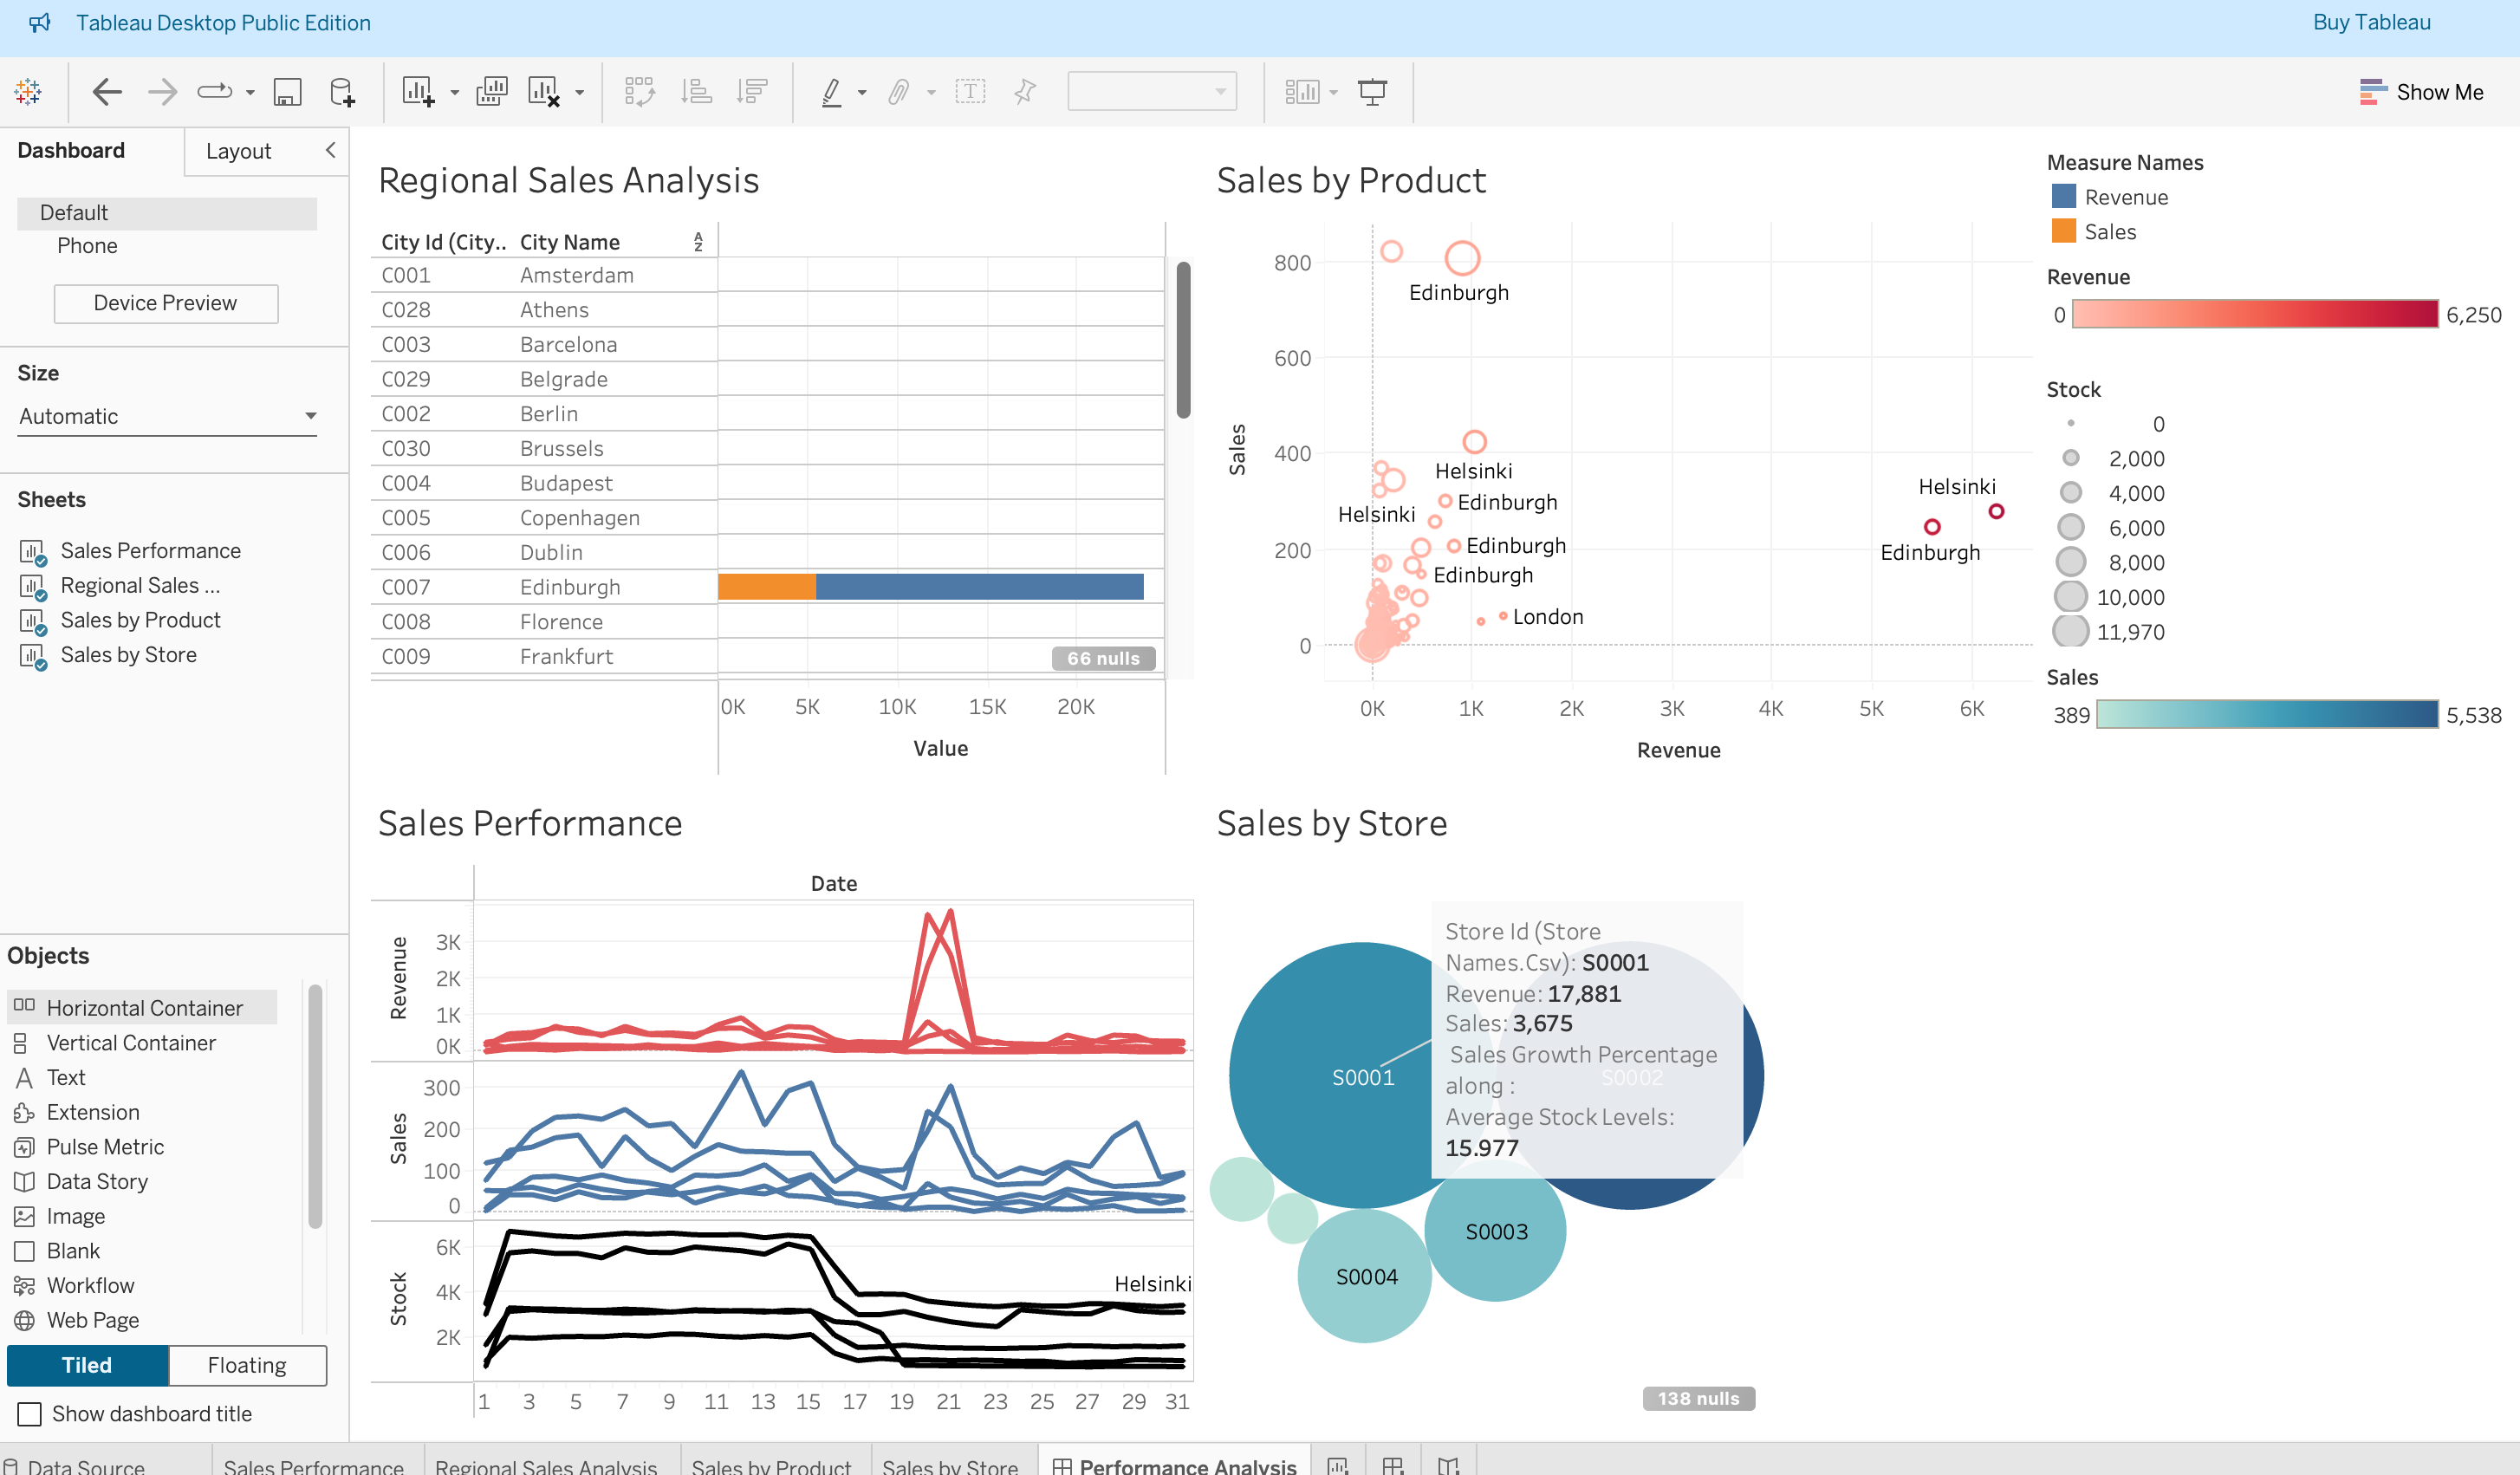 Tableau Desktop Public Edition
Buy Tableau
Show Me
Dashboard
Layout
Default
Phone
Device Preview
Size
Automatic
Sheets
Sales Performance
Regional Sales ...
Sales by Product
Sales by Store
Objects
Horizontal Container
Vertical Container
Text
Extension
Pulse Metric
Data Story
Image
Blank
Workflow
Web Page
Tiled
Floating
Show dashboard title
Regional Sales Analysis
City Id (City..
City Name
C001 Amsterdam
C028 Athens
C003 Barcelona
C029 Belgrade
C002 Berlin
C030 Brussels
C004 Budapest
C005 Copenhagen
C006 Dublin
C007 Edinburgh
C008 Florence
C009 Frankfurt
66 nulls
0K 5K 10K 15K 20K
Value
Sales by Product
Sales
800
600
400
200
0
Edinburgh
Helsinki
Edinburgh
Helsinki
Edinburgh
Edinburgh
London
Helsinki
Edinburgh
0K 1K 2K 3K 4K 5K 6K
Revenue
Measure Names
Revenue
Sales
Revenue
0 6,250
Stock
0
2,000
4,000
6,000
8,000
10,000
11,970
Sales
389 5,538
Sales Performance
Date
Revenue
3K
2K
1K
0K
Sales
300
200
100
0
Stock
6K
4K
2K
Helsinki
1 3 5 7 9 11 13 15 17 19 21 23 25 27 29 31
Sales by Store
S0001
S0002
S0003
S0004
Store Id (Store
Names.Csv): S0001
Revenue: 17,881
Sales: 3,675
Sales Growth Percentage
along :
Average Stock Levels:
15.977
138 nulls
Data Source
Sales Performance
Regional Sales Analysis
Sales by Product
Sales by Store
Performance Analysis